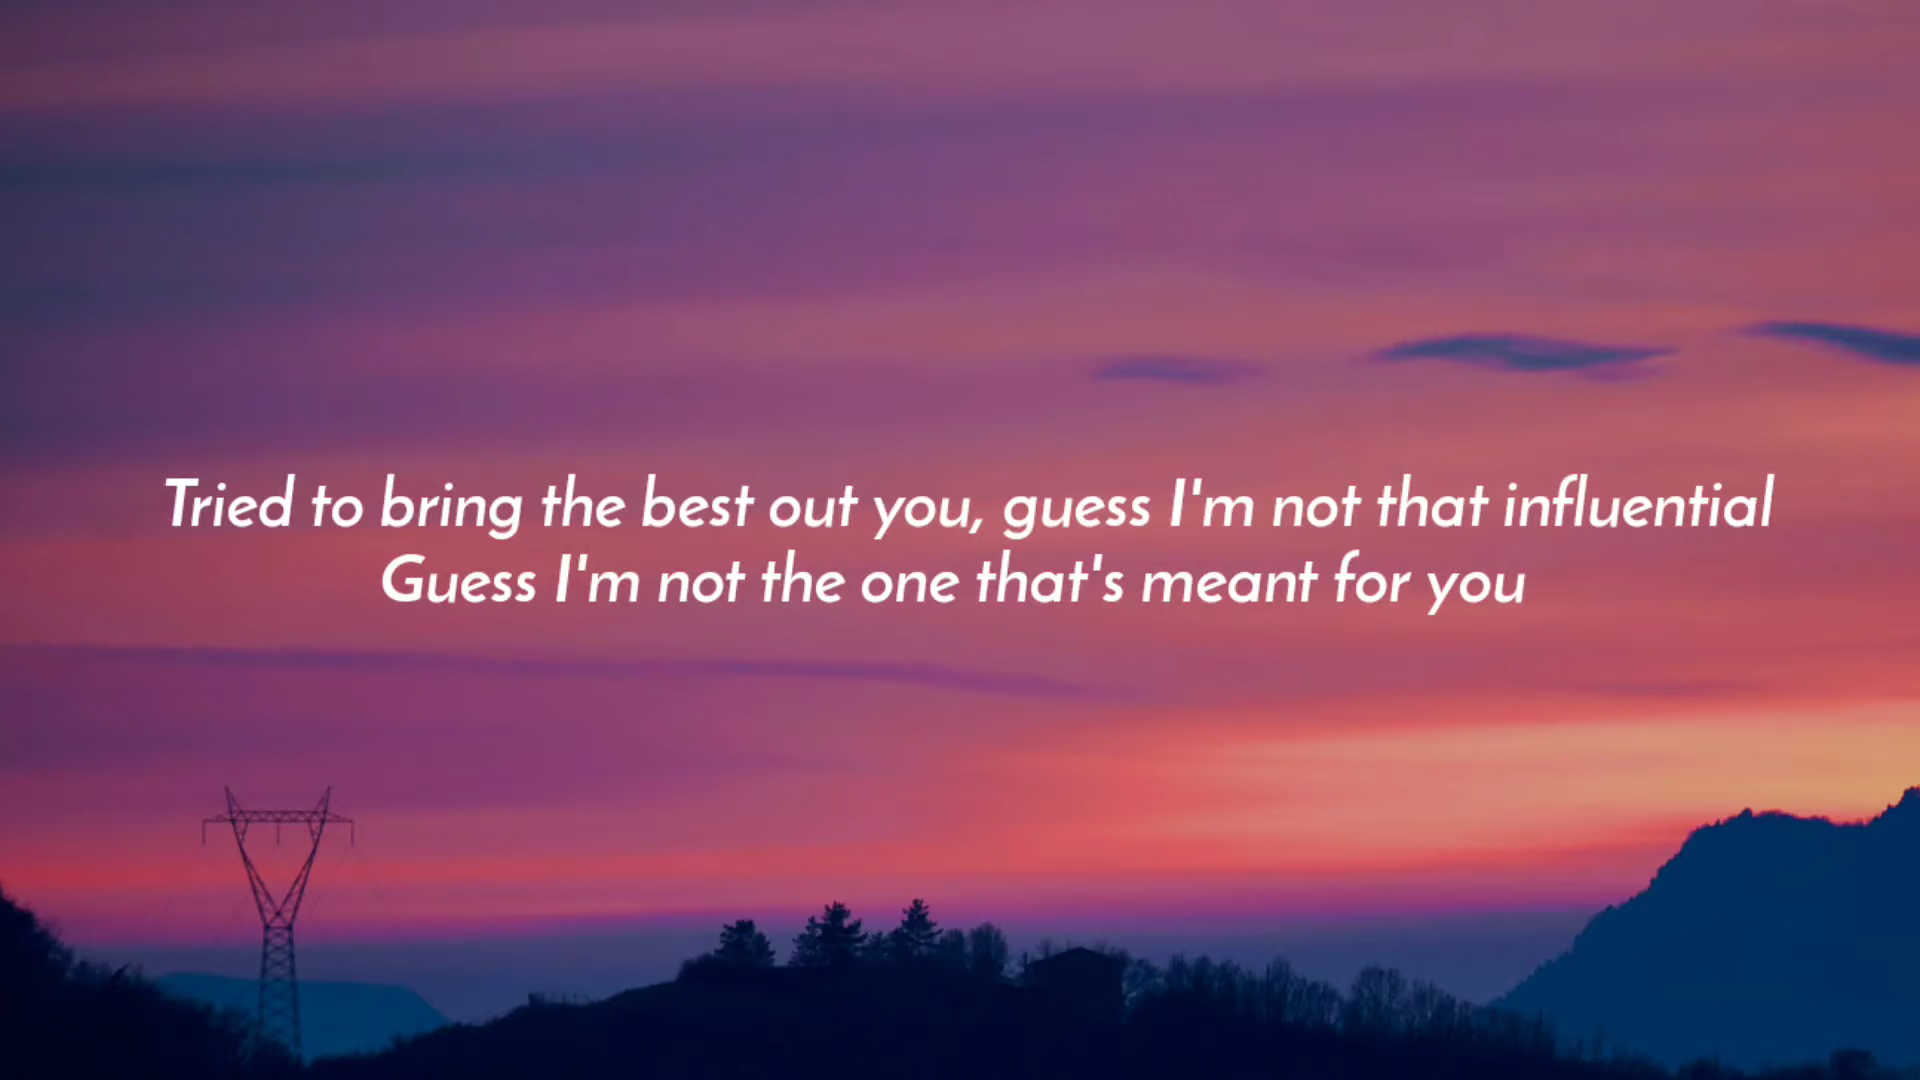 Tried to bring the best out you, guess I'm not that influential
Guess I'm not the one that's meant for you